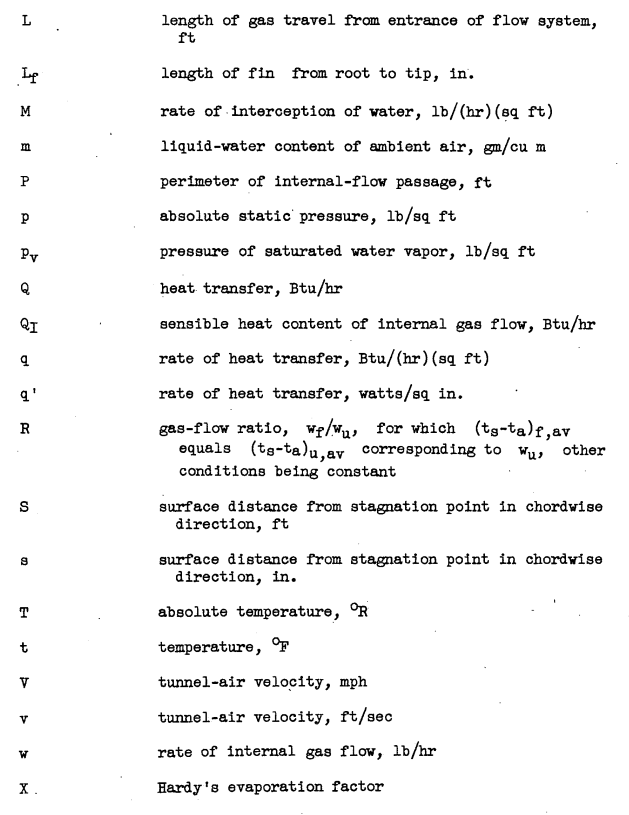 L length of gas travel from entrance of flow system,
ft
L_f length of fin from root to tip, in.
M rate of interception of water, lb/(hr)(sq ft)
m liquid-water content of ambient air, gm/cu m
P perimeter of internal-flow passage, ft
p absolute static pressure, lb/sq ft
p_v pressure of saturated water vapor, lb/sq ft
Q heat transfer, Btu/hr
Q_I sensible heat content of internal gas flow, Btu/hr
q rate of heat transfer, Btu/(hr)(sq ft)
q' rate of heat transfer, watts/sq in.
R gas-flow ratio, w_f/w_u, for which (t_s-t_a)_f,av
equals (t_s-t_a)_u,av corresponding to w_u, other
conditions being constant
S surface distance from stagnation point in chordwise
direction, ft
s surface distance from stagnation point in chordwise
direction, in.
T absolute temperature, °R
t temperature, °F
V tunnel-air velocity, mph
v tunnel-air velocity, ft/sec
w rate of internal gas flow, lb/hr
X Hardy's evaporation factor